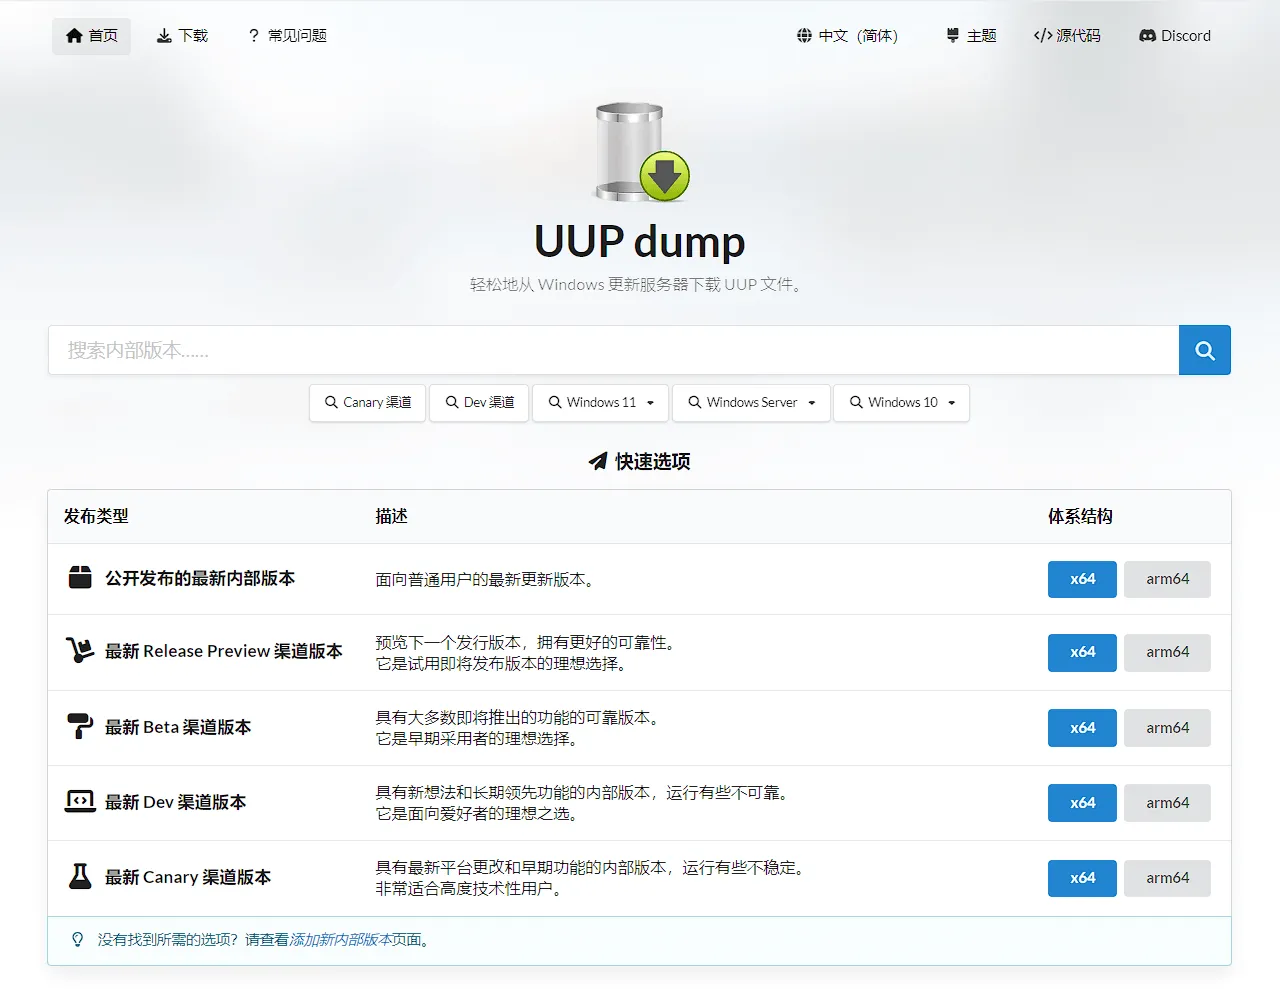 首页 下载 ? 常见问题 中文（简体） 主题 </> 源代码 Discord
UUP dump
轻松地从 Windows 更新服务器下载 UUP 文件。
搜索内部版本……
Canary 渠道 Dev 渠道 Windows 11 Windows Server Windows 10
快速选项
发布类型 描述 体系结构
公开发布的最新内部版本 面向普通用户的最新更新版本。 x64 arm64
最新 Release Preview 渠道版本 预览下一个发行版本，拥有更好的可靠性。
它是试用即将发布版本的理想选择。 x64 arm64
最新 Beta 渠道版本 具有大多数即将推出的功能的可靠版本。
它是早期采用者的理想选择。 x64 arm64
最新 Dev 渠道版本 具有新想法和长期领先功能的内部版本，运行有些不可靠。
它是面向爱好者的理想之选。 x64 arm64
最新 Canary 渠道版本 具有最新平台更改和早期功能的内部版本，运行有些不稳定。
非常适合高度技术性用户。 x64 arm64
没有找到所需的选项？请查看添加新内部版本页面。